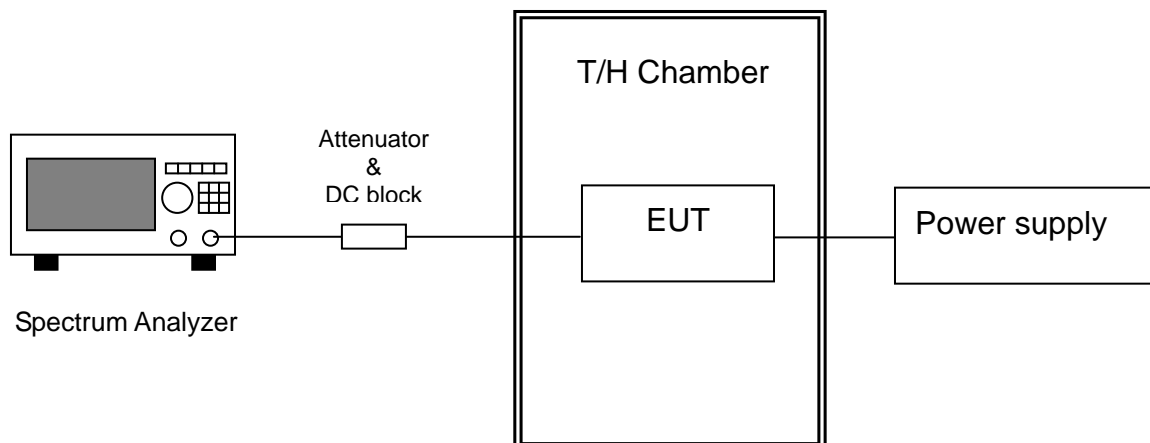 T/H Chamber
Attenuator
&
DC block
EUT
Power supply
Spectrum Analyzer